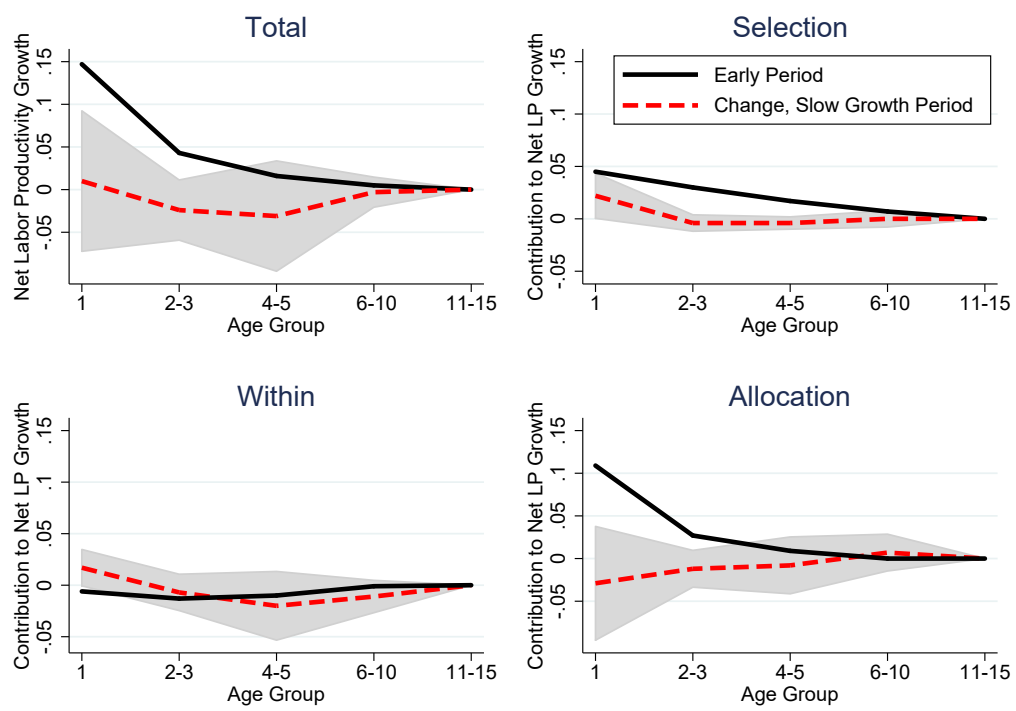 Total
Net Labor Productivity Growth
.15
.1
.05
0
-.05
1
2-3
4-5
6-10
11-15
Age Group
Selection
Contribution to Net LP Growth
.15
.1
.05
0
-.05
Early Period
Change, Slow Growth Period
1
2-3
4-5
6-10
11-15
Age Group
Within
Contribution to Net LP Growth
.15
.1
.05
0
-.05
1
2-3
4-5
6-10
11-15
Age Group
Allocation
Contribution to Net LP Growth
.15
.1
.05
0
-.05
1
2-3
4-5
6-10
11-15
Age Group